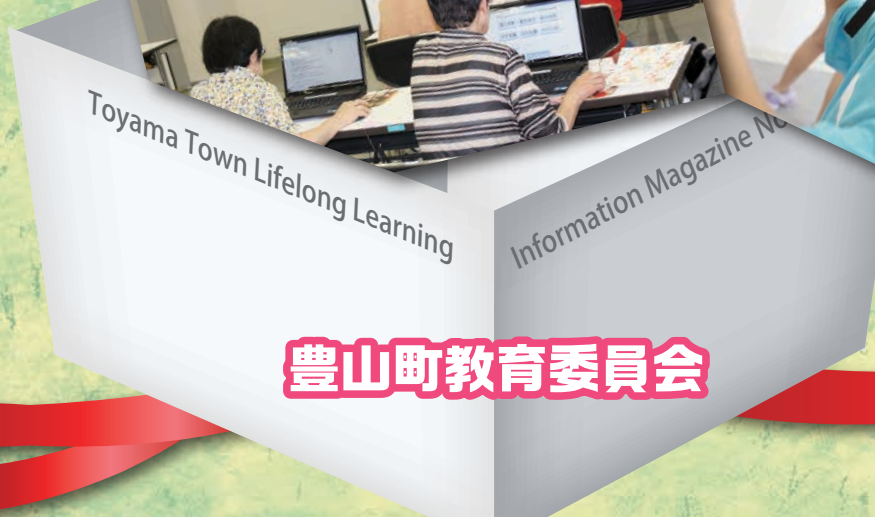 Toyama Town Lifelong Learning
Information Magazine
豊山町教育委員会